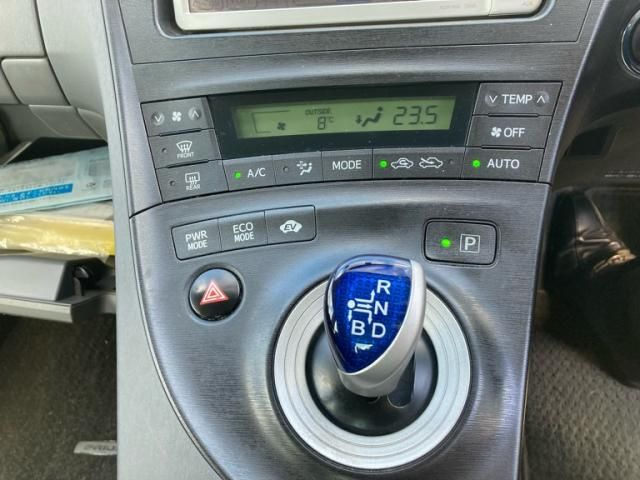 OUTSIDE
8°C
23.5
TEMP
OFF
FRONT
REAR
A/C
MODE
AUTO
PWR
MODE
ECO
MODE
EV
P
R
N
B D